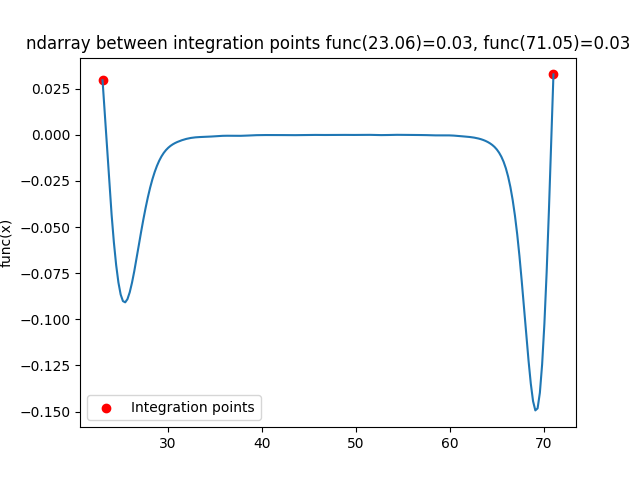 ndarray between integration points func(23.06)=0.03, func(71.05)=0.03
0.025
0.000
−0.025
−0.050
−0.075
−0.100
−0.125
−0.150
func(x)
Integration points
30 40 50 60 70